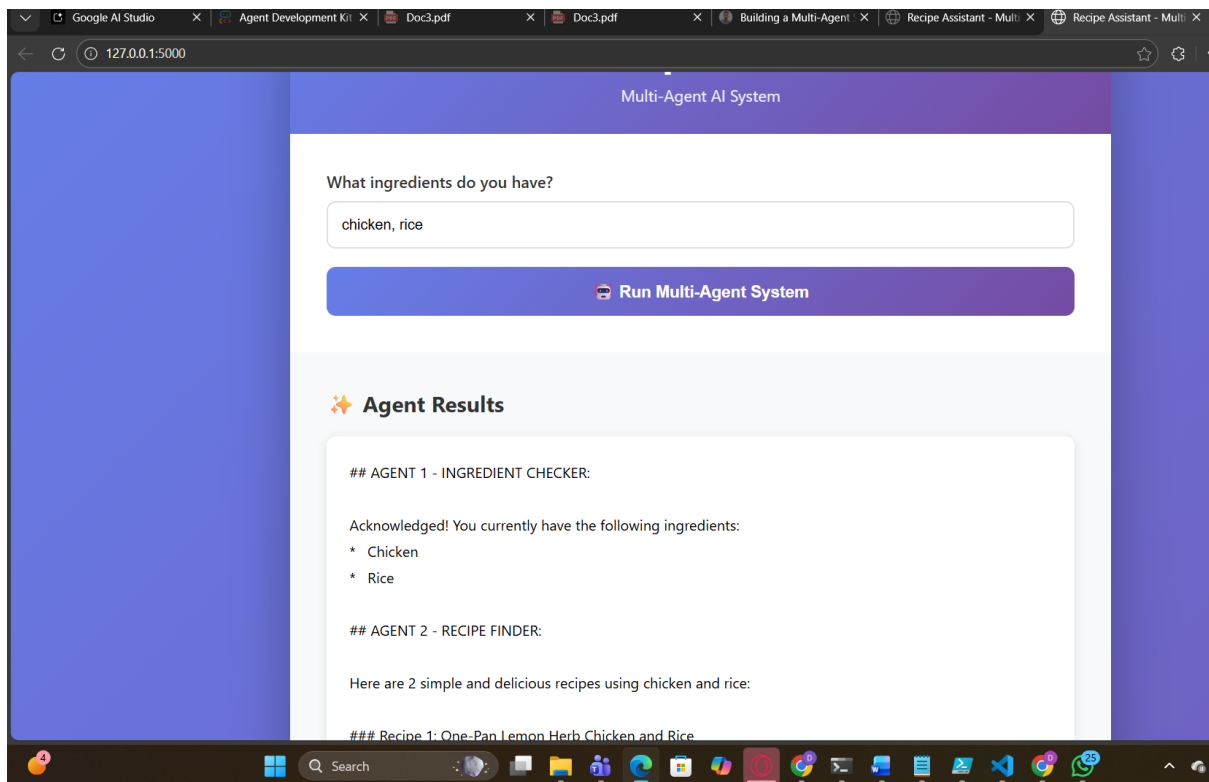 Google AI Studio
Agent Development Kit
Doc3.pdf
Doc3.pdf
Building a Multi-Agent
Recipe Assistant - Multi
Recipe Assistant - Multi
127.0.0.1:5000
Multi-Agent AI System
What ingredients do you have?
chicken, rice
Run Multi-Agent System
Agent Results
## AGENT 1 - INGREDIENT CHECKER:
Acknowledged! You currently have the following ingredients:
* Chicken
* Rice
## AGENT 2 - RECIPE FINDER:
Here are 2 simple and delicious recipes using chicken and rice:
### Recipe 1: One-Pan Lemon Herb Chicken and Rice
4
Search
25